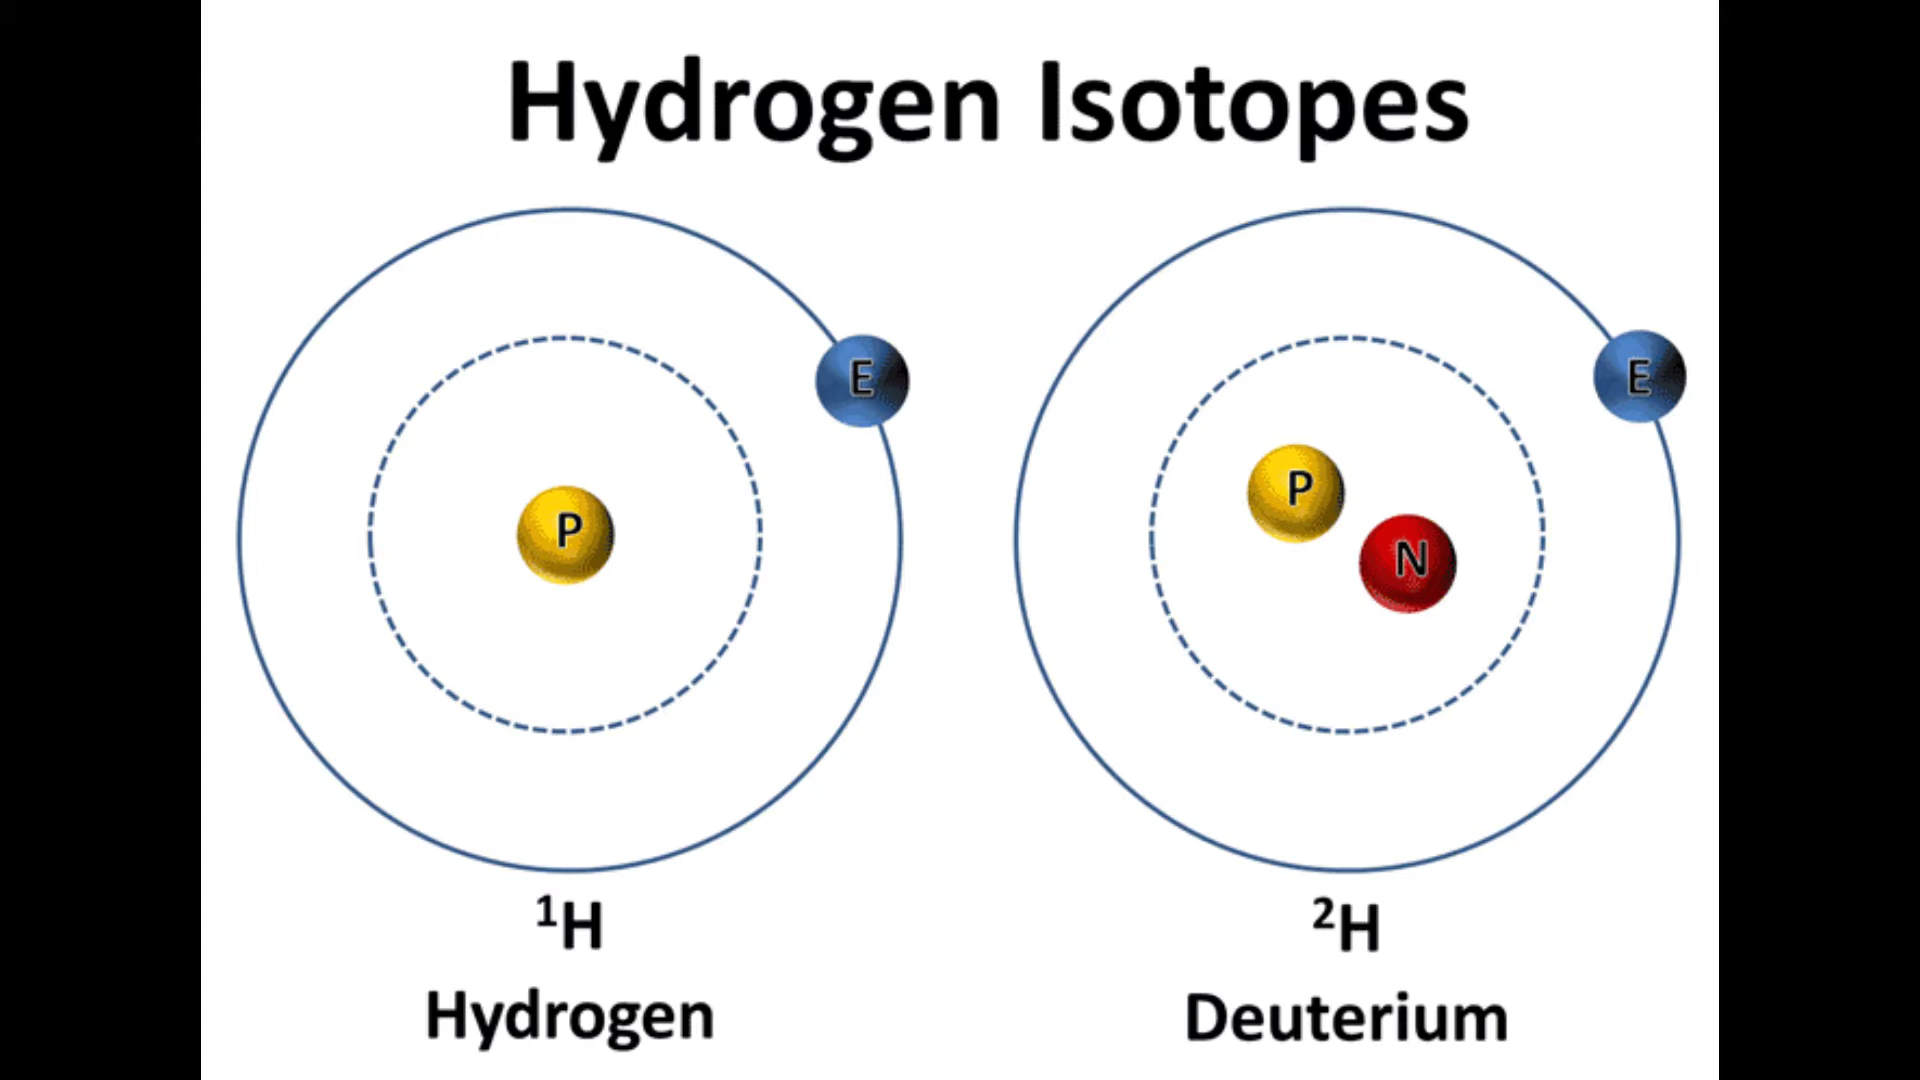 Hydrogen Isotopes
E
E
P
P
N
¹H
²H
Hydrogen
Deuterium